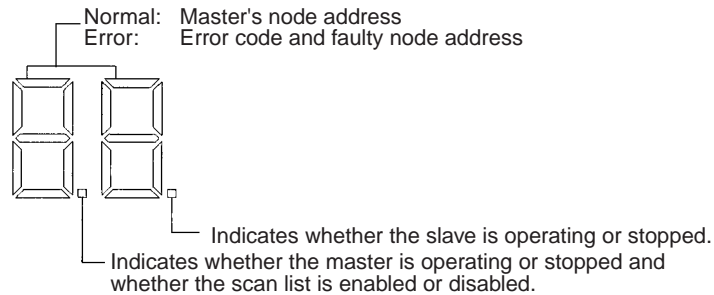 Normal: Master's node address
Error: Error code and faulty node address
Indicates whether the slave is operating or stopped.
Indicates whether the master is operating or stopped and
whether the scan list is enabled or disabled.